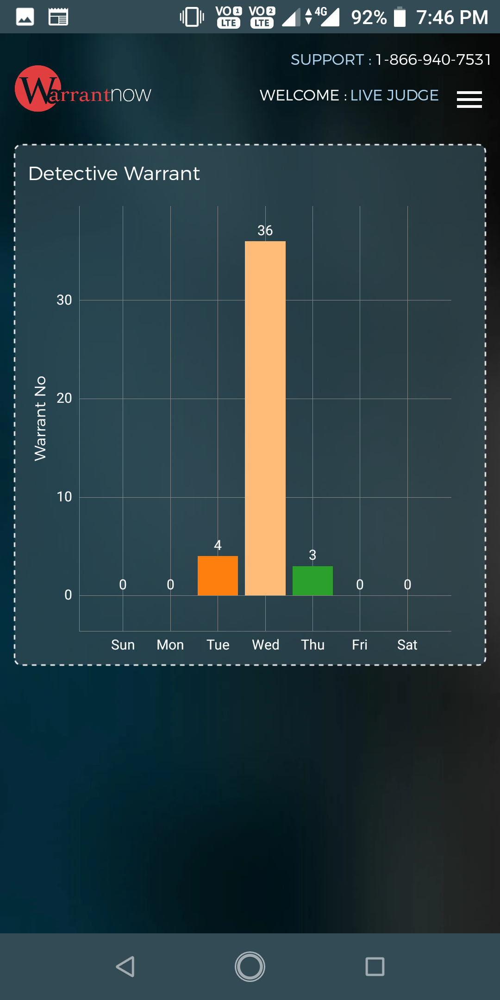 VO 1 LTE VO 2 LTE 4G 92% 7:46 PM
SUPPORT : 1-866-940-7531
Warrantnow
WELCOME : LIVE JUDGE
Detective Warrant
36
30
20
Warrant No
10
4
3
0 0 0 0
0
Sun Mon Tue Wed Thu Fri Sat